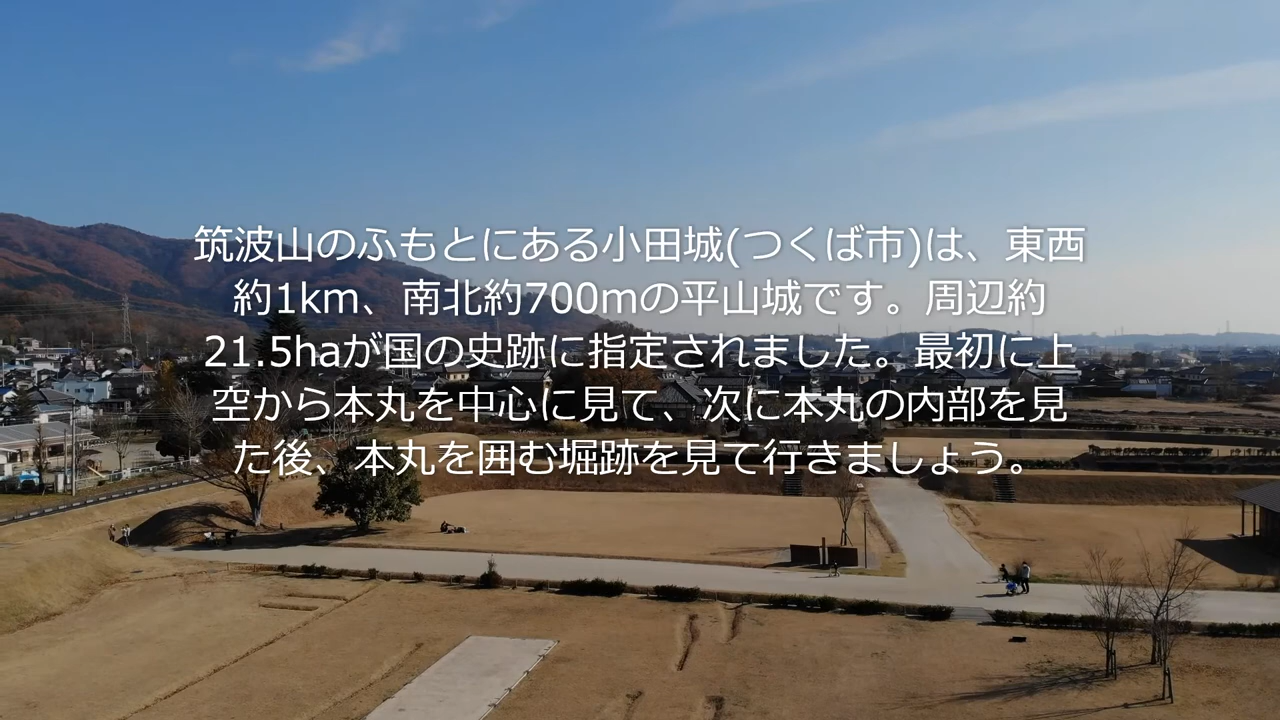 筑波山のふもとにある小田城(つくば市)は、東西
約1km、南北約700mの平山城です。周辺約
21.5haが国の史跡に指定されました。最初に上
空から本丸を中心に見て、次に本丸の内部を見
た後、本丸を囲む堀跡を見て行きましょう。